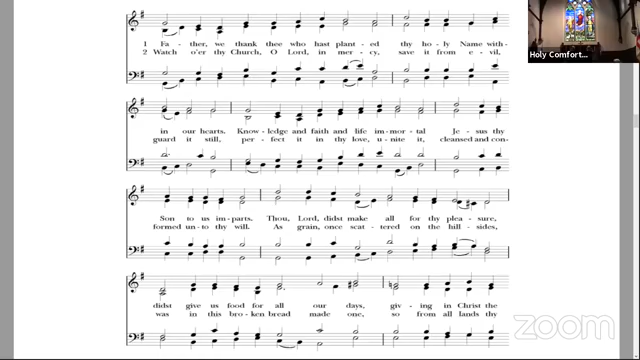 1 Fa - ther, we thank thee who hast plant - ed thy ho - ly Name with-
2 Watch o'er thy Church, O Lord, in mer - cy, save it from e - vil,
Holy Comfort...
in our hearts. Know - ledge and faith and life im - mor - tal Je - sus thy
guard it still, per - fect it in thy love, u - nite it, cleansed and con-
Son to us im - parts. Thou, Lord, didst make all for thy plea - sure,
formed un - to thy will. As grain, once scat - tered on the hill - sides,
didst give us food for all our days, giv - ing in Christ the
was in this bro - ken bread made one, so from all lands thy
zoom